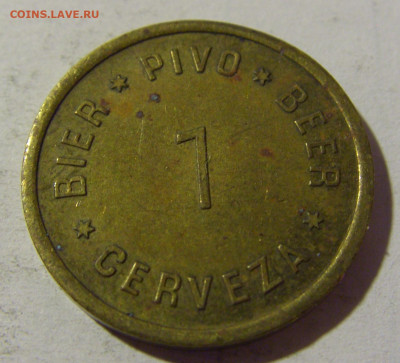 COINS.LAVE.RU
BIER * PIVO * BEER * CERVEZA *
1